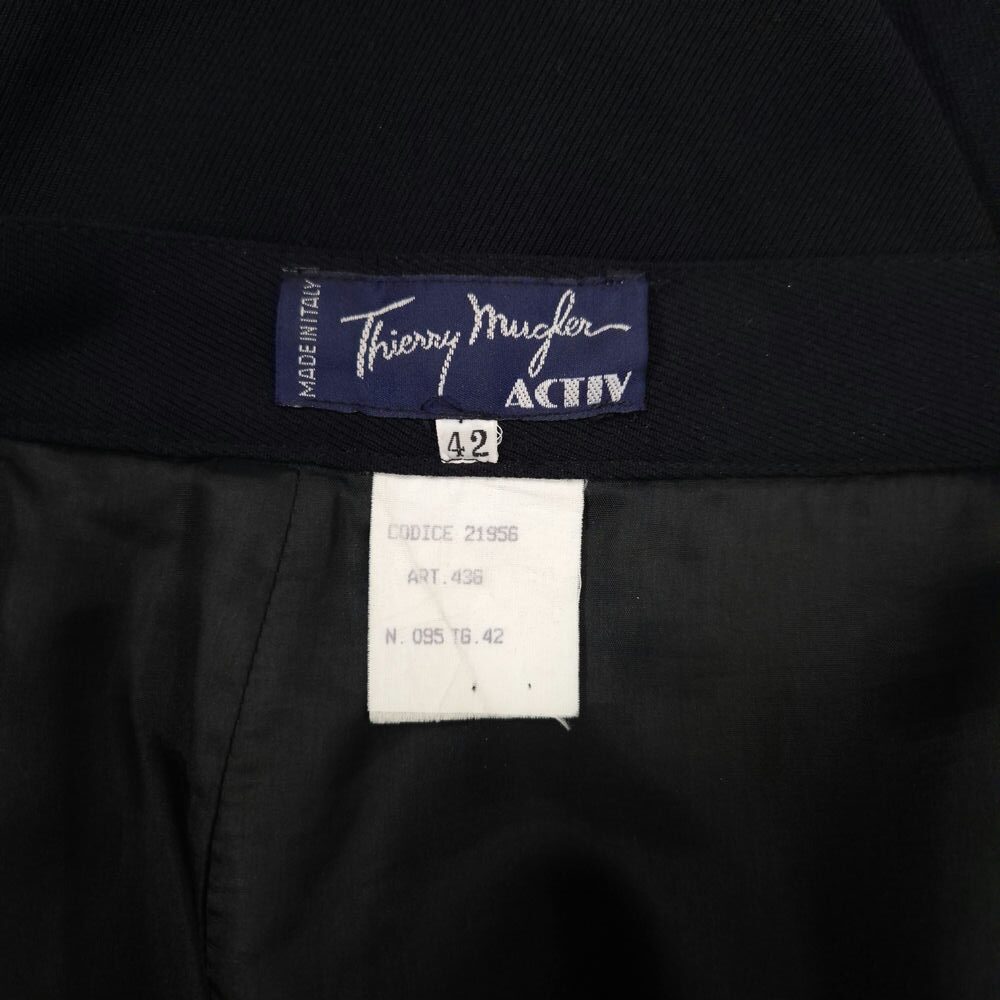 MADE IN ITALY
Thierry Mugler
ACTIV
42
CODICE 21956
ART.436
N. 095 TG.42